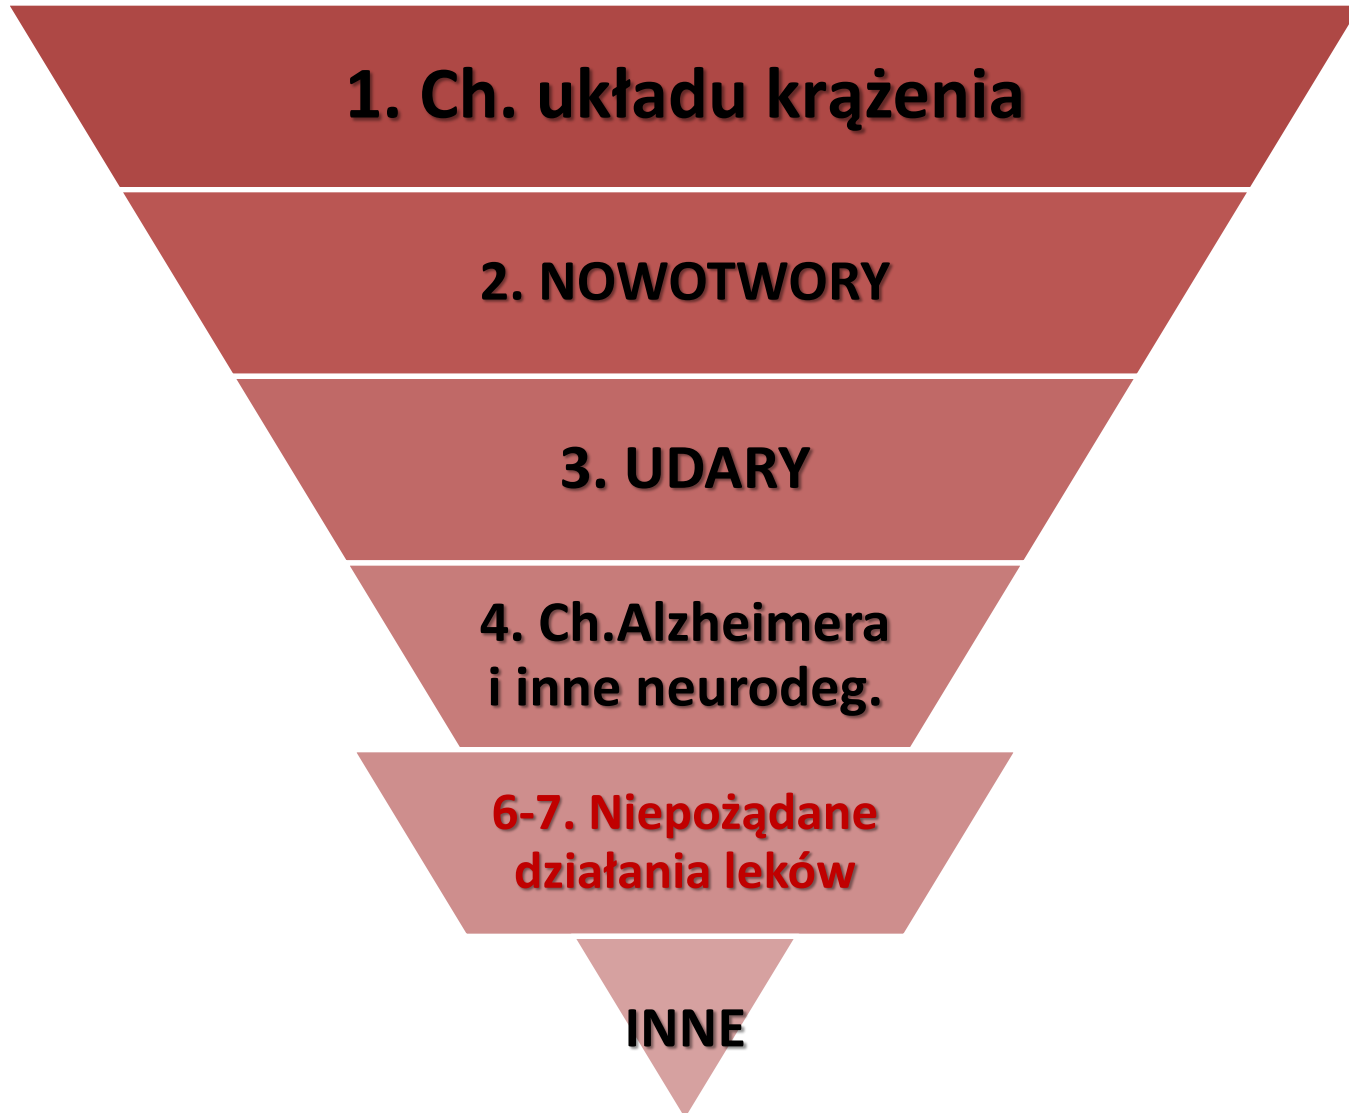 1. Ch. układu krążenia
2. NOWOTWORY
3. UDARY
4. Ch.Alzheimera
i inne neurodeg.
6-7. Niepożądane
działania leków
INNE